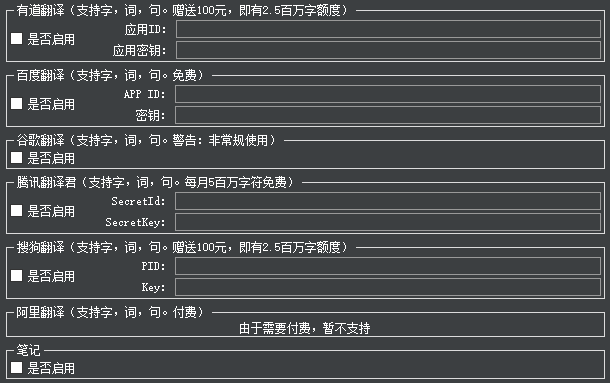 有道翻译（支持字，词，句。赠送100元，即有2.5百万字额度）
是否启用
应用ID:
应用密钥:
百度翻译（支持字，词，句。免费）
是否启用
APP ID:
密钥:
谷歌翻译（支持字，词，句。警告：非常规使用）
是否启用
腾讯翻译君（支持字，词，句。每月5百万字符免费）
是否启用
SecretId:
SecretKey:
搜狗翻译（支持字，词，句。赠送100元，即有2.5百万字额度）
是否启用
PID:
Key:
阿里翻译（支持字，词，句。付费）
由于需要付费，暂不支持
笔记
是否启用